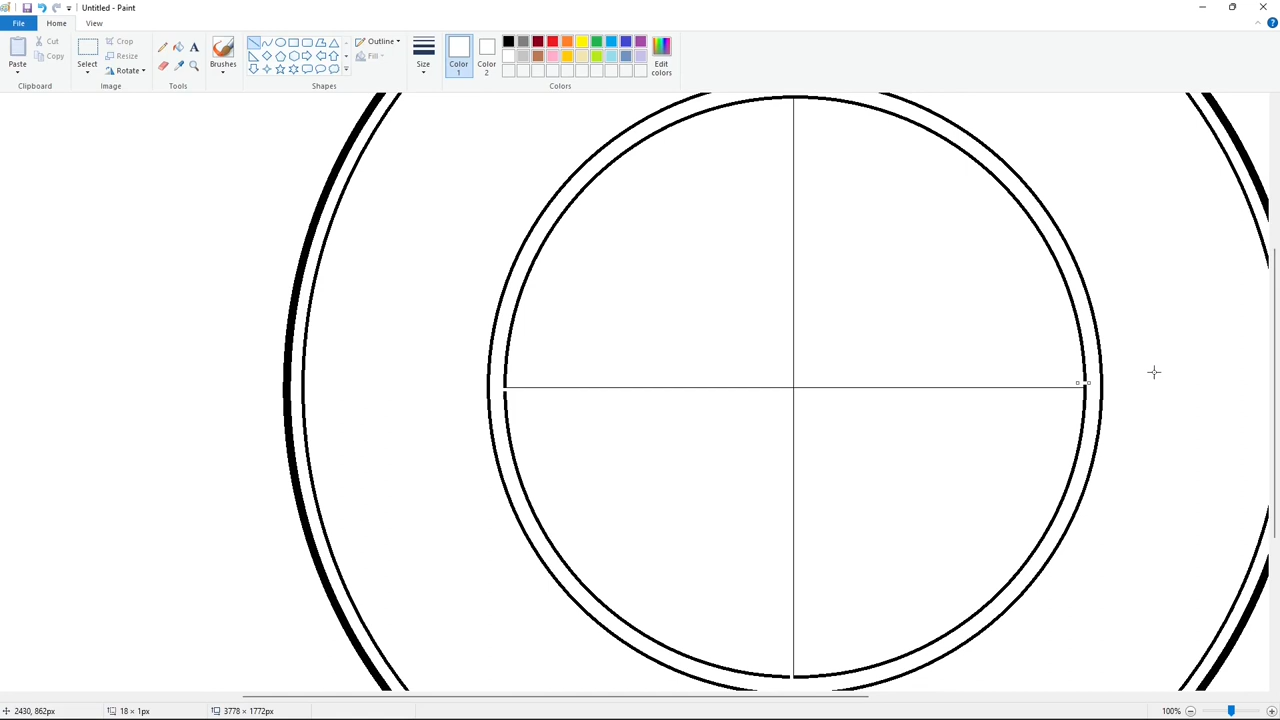 Untitled - Paint
File
Home
View
Paste
Cut
Copy
Clipboard
Select
Crop
Resize
Rotate
Image
A
Tools
Brushes
Outline
Fill
Shapes
Size
Color 1
Color 2
Edit colors
Colors
2430, 862px
18 × 1px
3778 × 1772px
100%